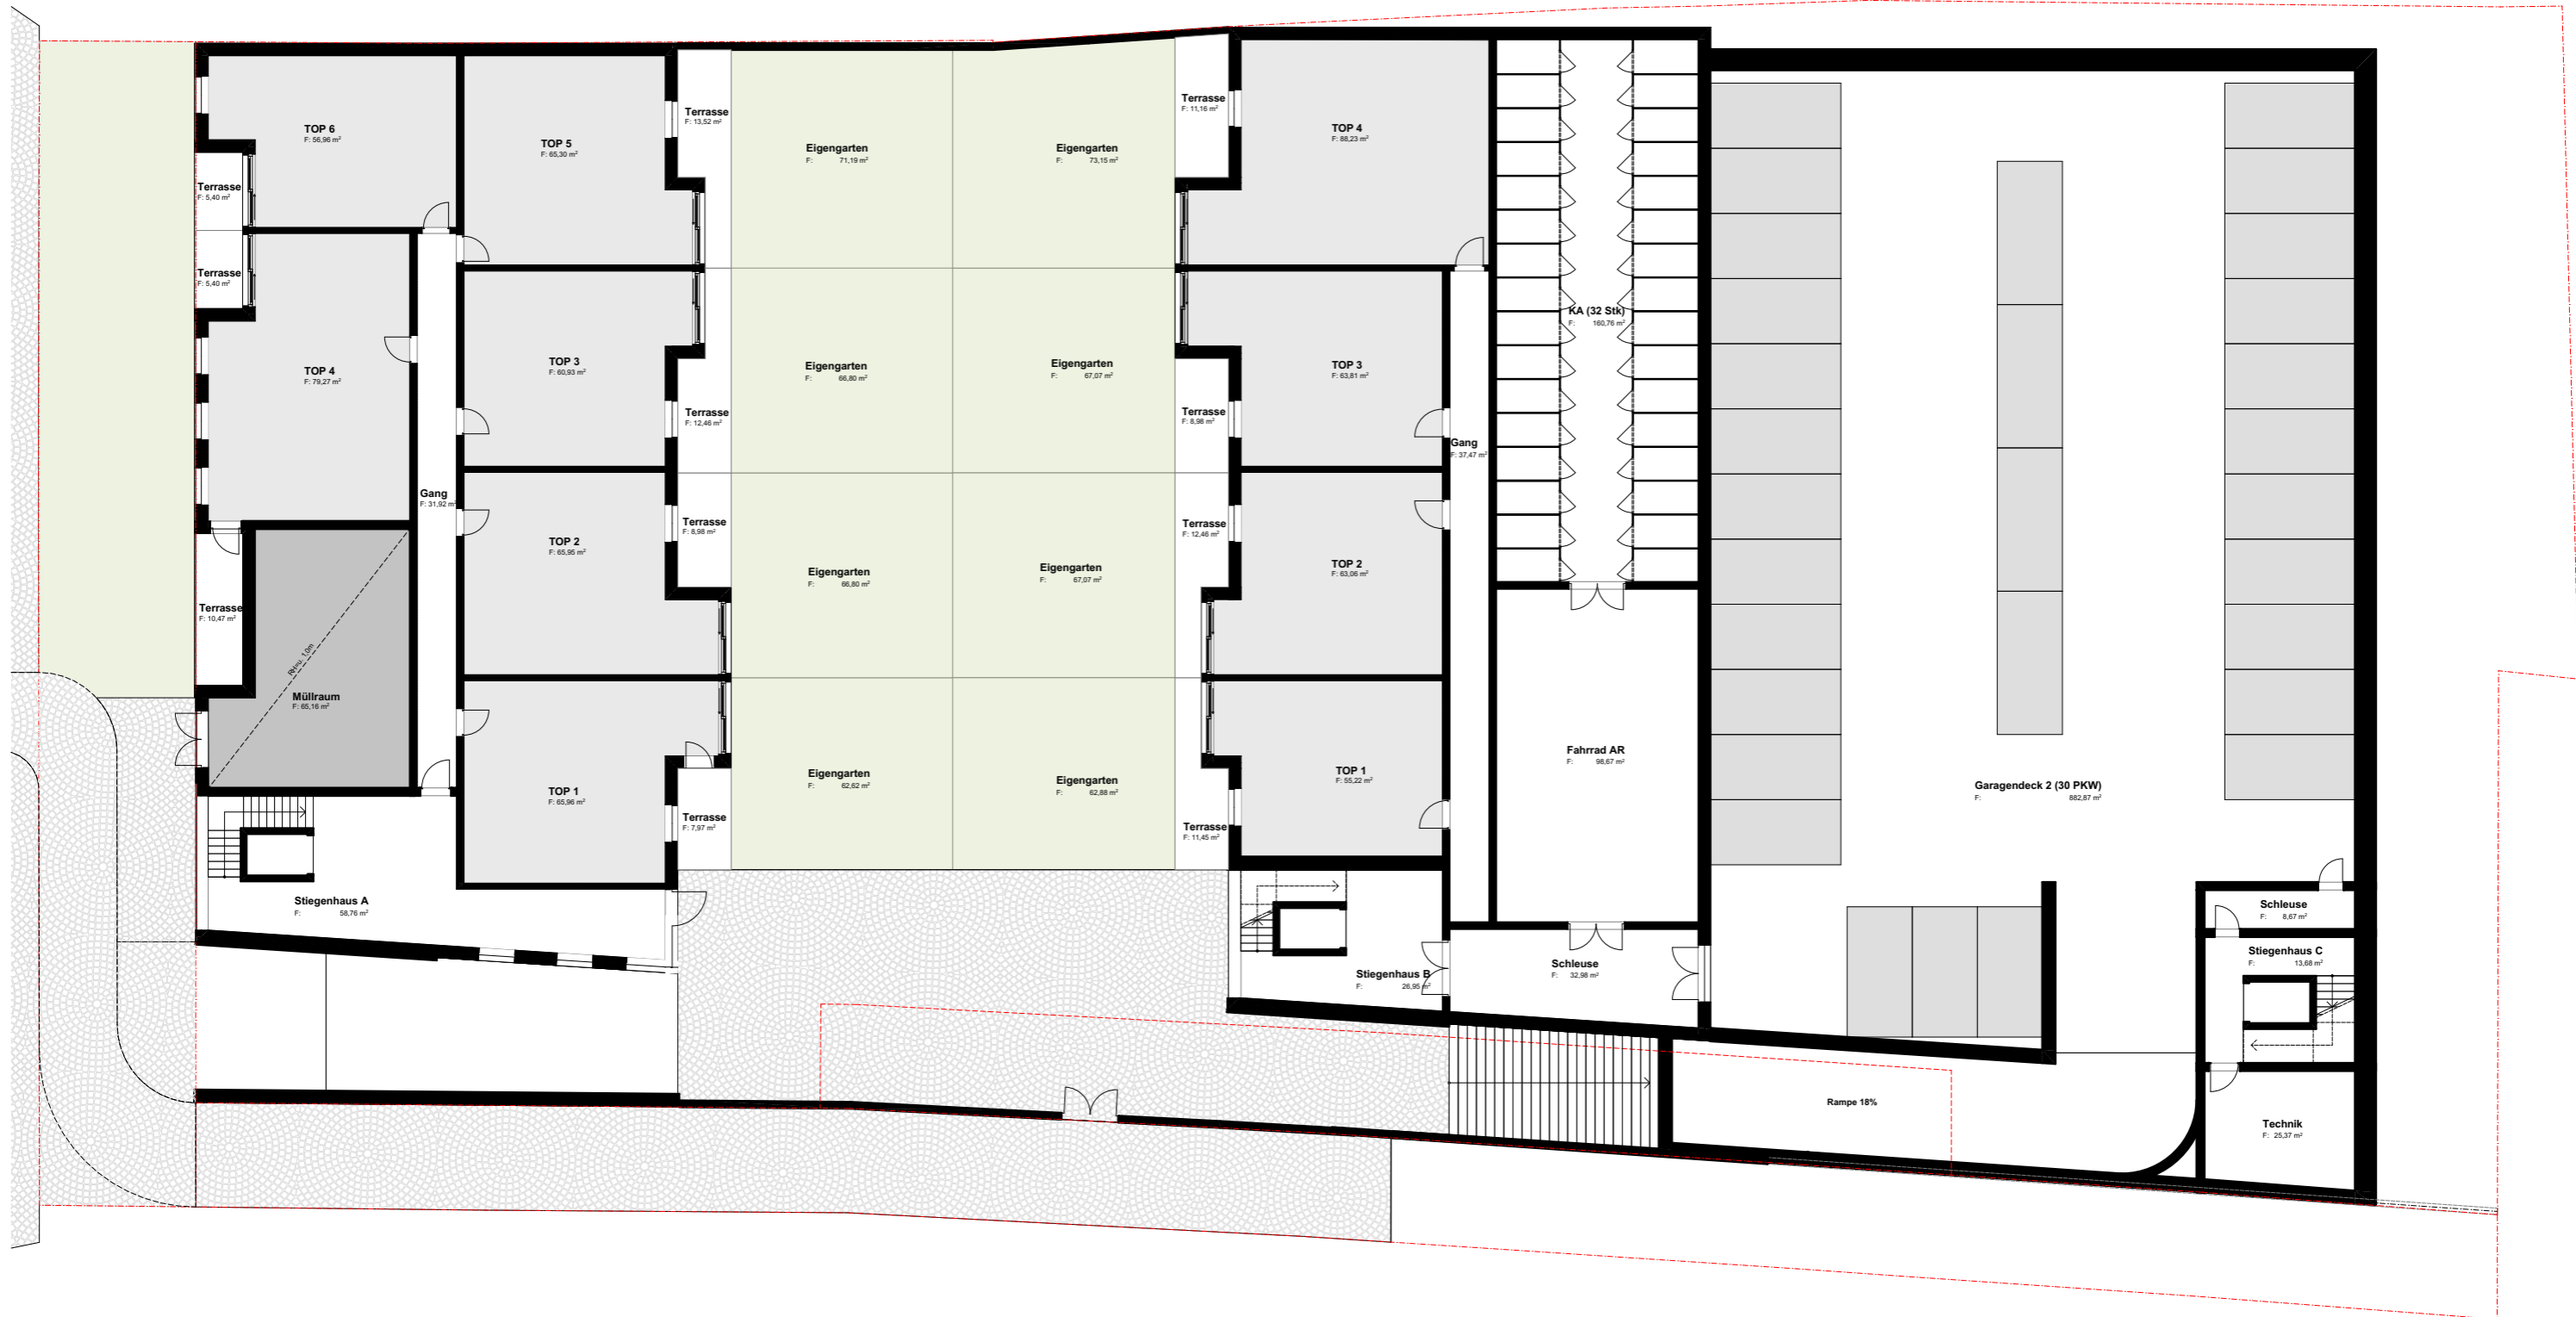 TOP 6
F: 56,96 m²
TOP 5
F: 65,30 m²
Terrasse
F: 13,52 m²
Eigengarten
F: 71,19 m²
Eigengarten
F: 73,15 m²
Terrasse
F: 11,16 m²
TOP 4
F: 88,23 m²
Terrasse
F: 5,40 m²
Terrasse
F: 5,40 m²
TOP 4
F: 79,27 m²
TOP 3
F: 60,93 m²
Terrasse
F: 12,46 m²
Eigengarten
F: 66,80 m²
Eigengarten
F: 67,07 m²
Terrasse
F: 8,98 m²
TOP 3
F: 63,81 m²
Gang
F: 37,47 m²
KA (32 Stk)
F: 160,76 m²
Gang
F: 31,92 m²
TOP 2
F: 65,95 m²
Terrasse
F: 8,98 m²
Eigengarten
F: 66,80 m²
Eigengarten
F: 67,07 m²
Terrasse
F: 12,46 m²
TOP 2
F: 63,06 m²
Terrasse
F: 10,47 m²
Müllraum
F: 65,16 m²
TOP 1
F: 65,96 m²
Terrasse
F: 7,97 m²
Eigengarten
F: 62,62 m²
Eigengarten
F: 62,88 m²
Terrasse
F: 11,45 m²
TOP 1
F: 55,22 m²
Fahrrad AR
F: 98,67 m²
Garagendeck 2 (30 PKW)
F: 882,87 m²
Stiegenhaus A
F: 58,76 m²
Stiegenhaus B
F: 26,95 m²
Schleuse
F: 32,98 m²
Schleuse
F: 8,67 m²
Stiegenhaus C
F: 13,68 m²
Rampe 18%
Technik
F: 25,37 m²